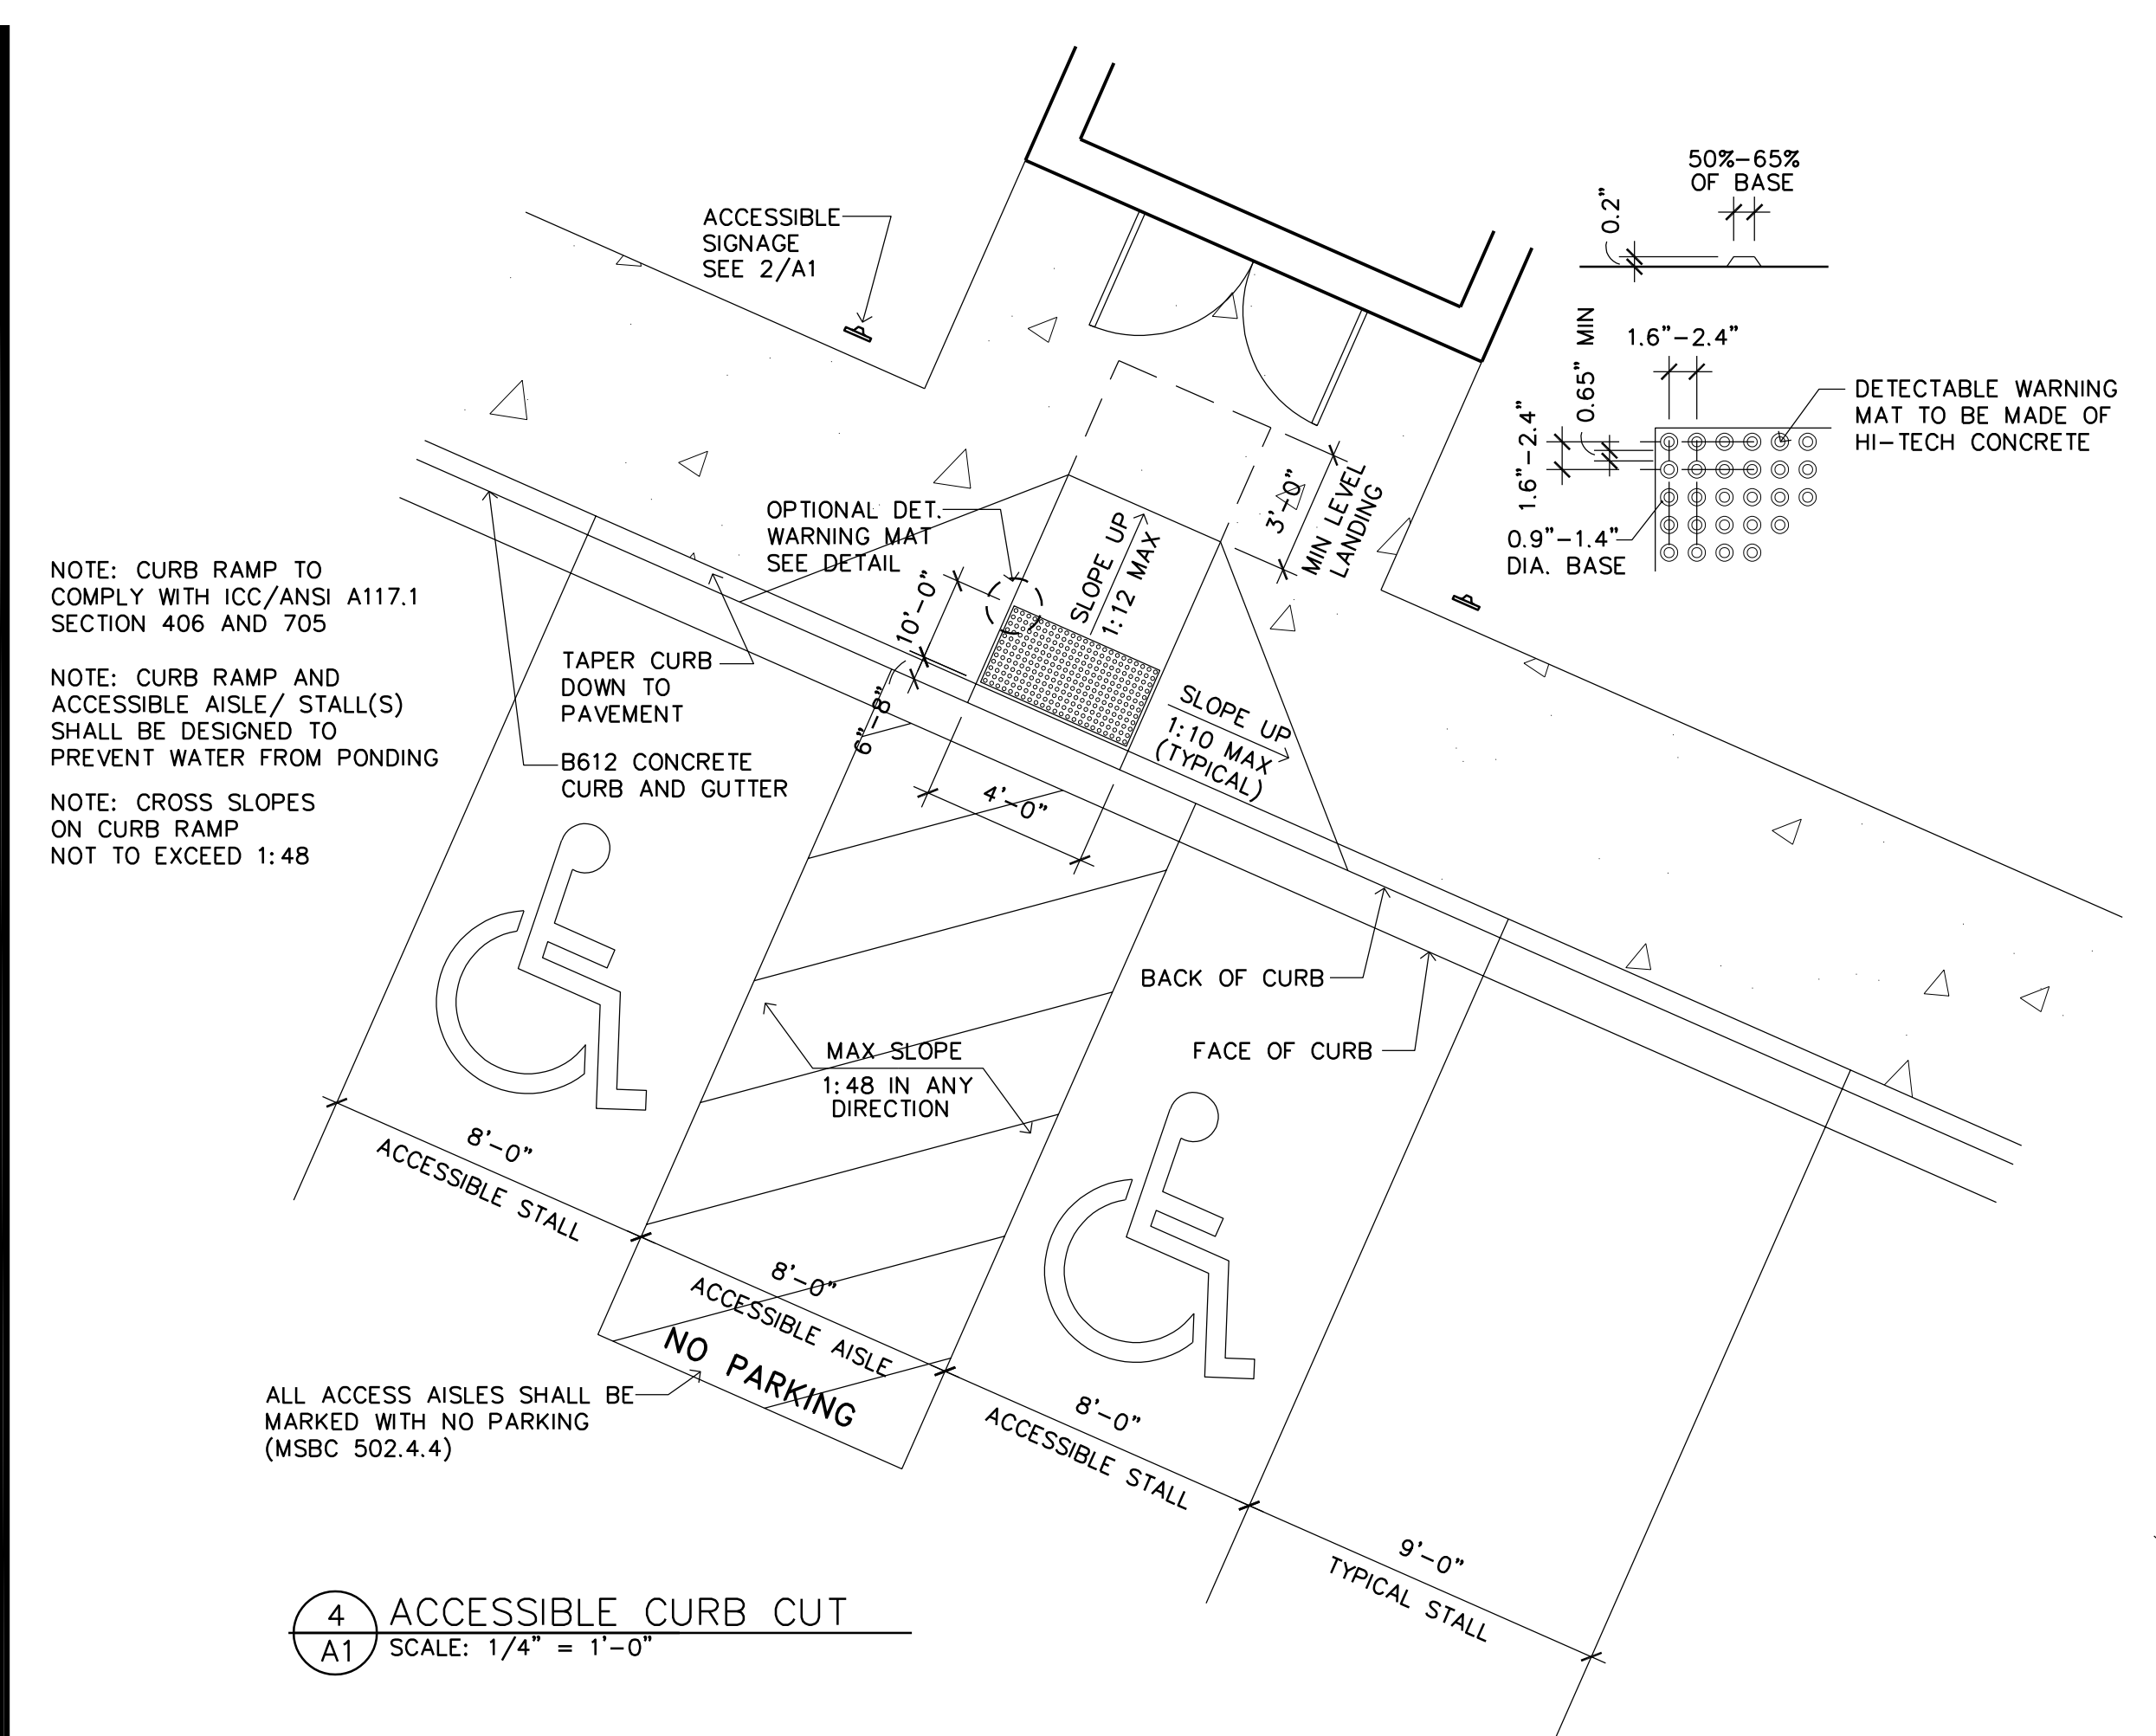 ACCESSIBLE
SIGNAGE
SEE 2/A1
50%-65%
OF BASE
0.2"
1.6"-2.4"
0.65" MIN
1.6"-2.4"
DETECTABLE WARNING
MAT TO BE MADE OF
HI-TECH CONCRETE
0.9"-1.4"
DIA. BASE
OPTIONAL DET.
WARNING MAT
SEE DETAIL
3'-0"
MIN LEVEL
LANDING
SLOPE UP
1:12 MAX
10'-0"
6"-8"
NOTE: CURB RAMP TO
COMPLY WITH ICC/ANSI A117.1
SECTION 406 AND 705
NOTE: CURB RAMP AND
ACCESSIBLE AISLE/ STALL(S)
SHALL BE DESIGNED TO
PREVENT WATER FROM PONDING
NOTE: CROSS SLOPES
ON CURB RAMP
NOT TO EXCEED 1:48
TAPER CURB
DOWN TO
PAVEMENT
B612 CONCRETE
CURB AND GUTTER
SLOPE UP
1:10 MAX
(TYPICAL)
4'-0"
BACK OF CURB
FACE OF CURB
MAX SLOPE
1:48 IN ANY
DIRECTION
8'-0"
ACCESSIBLE STALL
8'-0"
ACCESSIBLE AISLE
NO PARKING
8'-0"
ACCESSIBLE STALL
9'-0"
TYPICAL STALL
ALL ACCESS AISLES SHALL BE
MARKED WITH NO PARKING
(MSBC 502.4.4)
4
A1
ACCESSIBLE CURB CUT
SCALE: 1/4" = 1'-0"